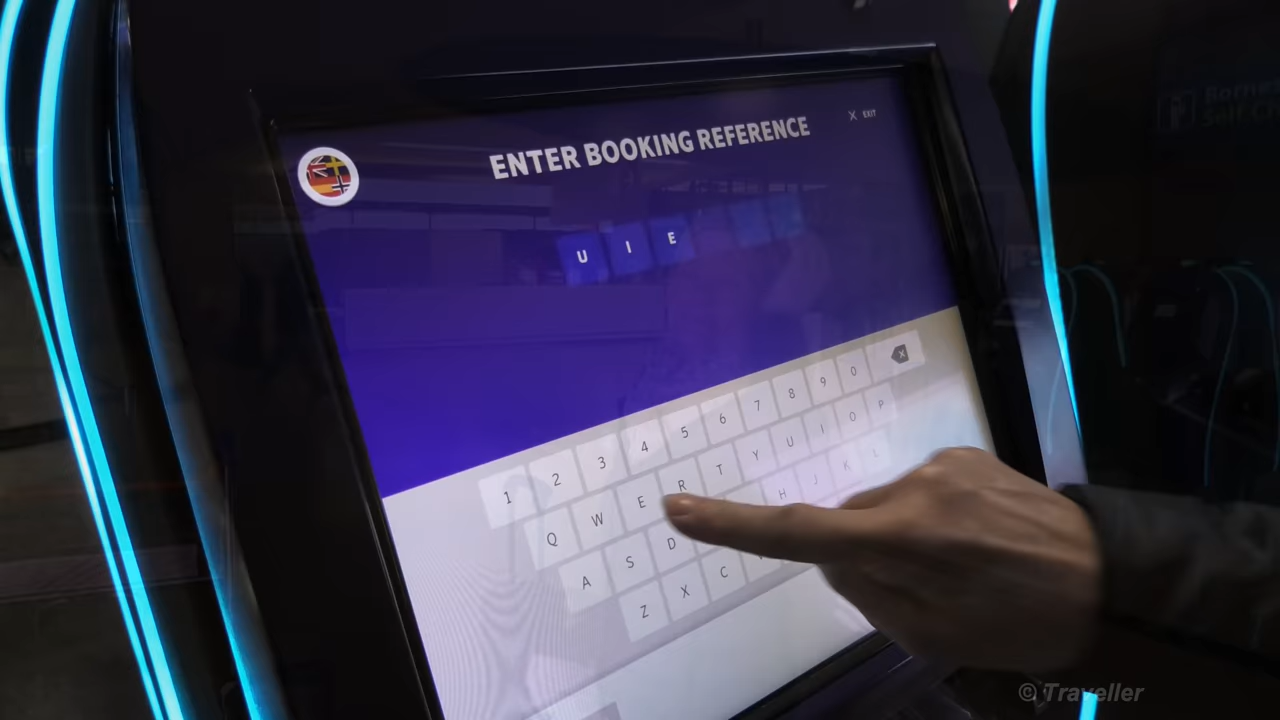 ENTER BOOKING REFERENCE
X EXIT
U I E
1 2 3 4 5 6 7 8 9 0
Q W E R T Y U I O P
A S D H J K L
Z X C
© Traveller